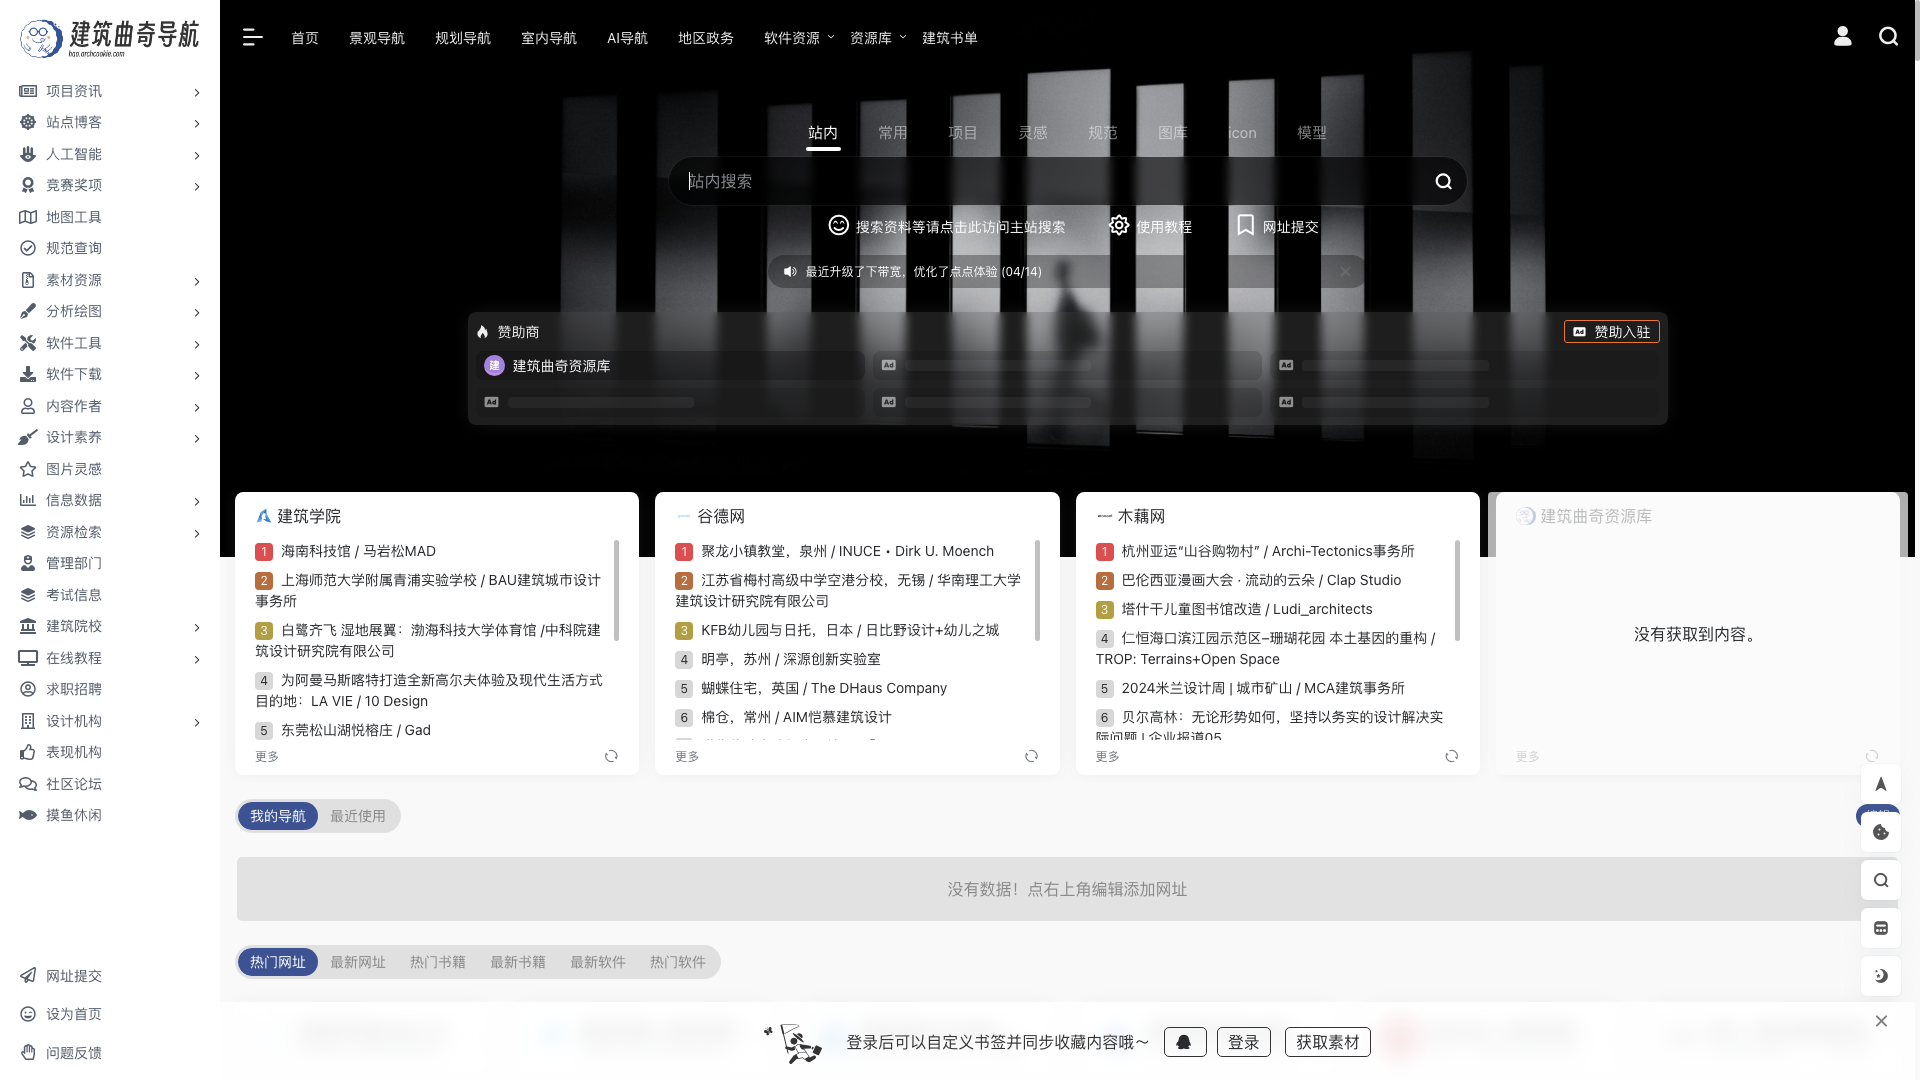 建筑曲奇导航
hao.archcookie.com
首页 景观导航 规划导航 室内导航 AI导航 地区政务 软件资源 资源库 建筑书单
项目资讯
站点博客
人工智能
竞赛奖项
地图工具
规范查询
素材资源
分析绘图
软件工具
软件下载
内容作者
设计素养
图片灵感
信息数据
资源检索
管理部门
考试信息
建筑院校
在线教程
求职招聘
设计机构
表现机构
社区论坛
摸鱼休闲
网址提交
设为首页
问题反馈
站内 常用 项目 灵感 规范 图库 icon 模型
站内搜索
搜索资料等请点击此访问主站搜索 使用教程 网址提交
最近升级了下带宽，优化了点点体验 (04/14)
赞助商
Ad 赞助入驻
建 建筑曲奇资源库
Ad
Ad
Ad
Ad
Ad
建筑学院
1 海南科技馆 / 马岩松MAD
2 上海师范大学附属青浦实验学校 / BAU建筑城市设计
事务所
3 白鹭齐飞 湿地展翼：渤海科技大学体育馆 /中科院建
筑设计研究院有限公司
4 为阿曼马斯喀特打造全新高尔夫体验及现代生活方式
目的地：LA VIE / 10 Design
5 东莞松山湖悦榕庄 / Gad
更多
谷德网
1 聚龙小镇教堂，泉州 / INUCE • Dirk U. Moench
2 江苏省梅村高级中学空港分校，无锡 / 华南理工大学
建筑设计研究院有限公司
3 KFB幼儿园与日托，日本 / 日比野设计+幼儿之城
4 明亭，苏州 / 深源创新实验室
5 蝴蝶住宅，英国 / The DHaus Company
6 棉仓，常州 / AIM恺慕建筑设计
更多
木藕网
1 杭州亚运“山谷购物村” / Archi-Tectonics事务所
2 巴伦西亚漫画大会 · 流动的云朵 / Clap Studio
3 塔什干儿童图书馆改造 / Ludi_architects
4 仁恒海口滨江园示范区–珊瑚花园 本土基因的重构 /
TROP: Terrains+Open Space
5 2024米兰设计周 | 城市矿山 / MCA建筑事务所
6 贝尔高林：无论形势如何，坚持以务实的设计解决实
际问题 | 企业报道05
更多
建筑曲奇资源库
没有获取到内容。
更多
我的导航 最近使用
没有数据！点右上角编辑添加网址
热门网址 最新网址 热门书籍 最新书籍 最新软件 热门软件
登录后可以自定义书签并同步收藏内容哦～ 登录 获取素材